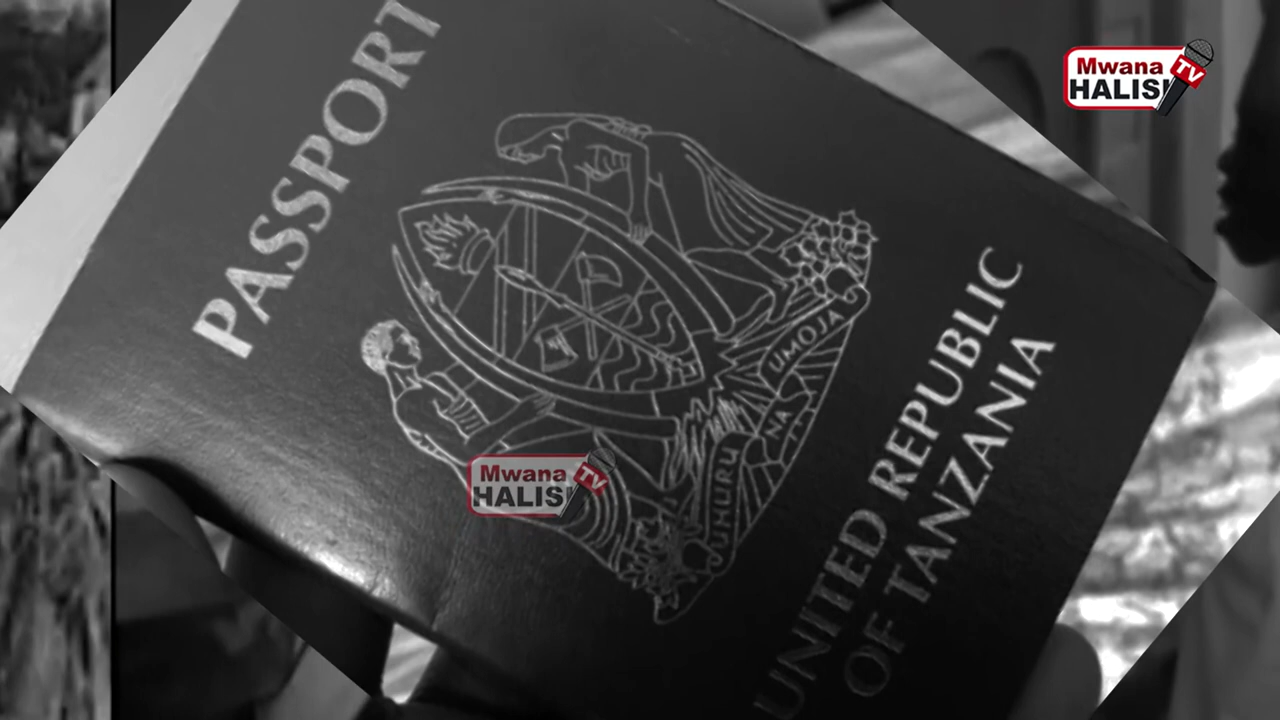 PASSPORT
UHURU NA UMOJA
UNITED REPUBLIC
OF TANZANIA
Mwana
HALISI
TV
Mwana
HALISI
TV